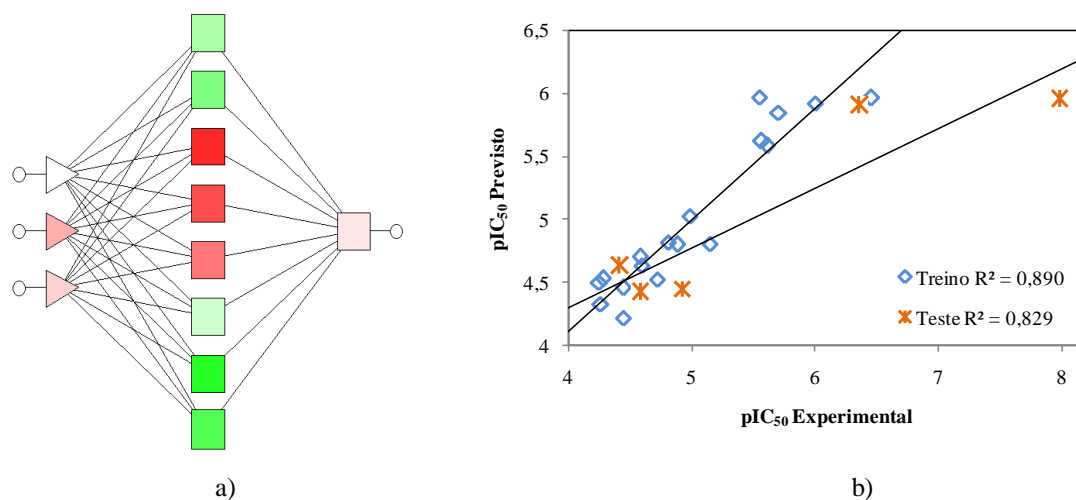 6,5
6
5,5
5
4,5
4
pIC50 Previsto
Treino R² = 0,890
Teste R² = 0,829
4 5 6 7 8
pIC50 Experimental
a) b)